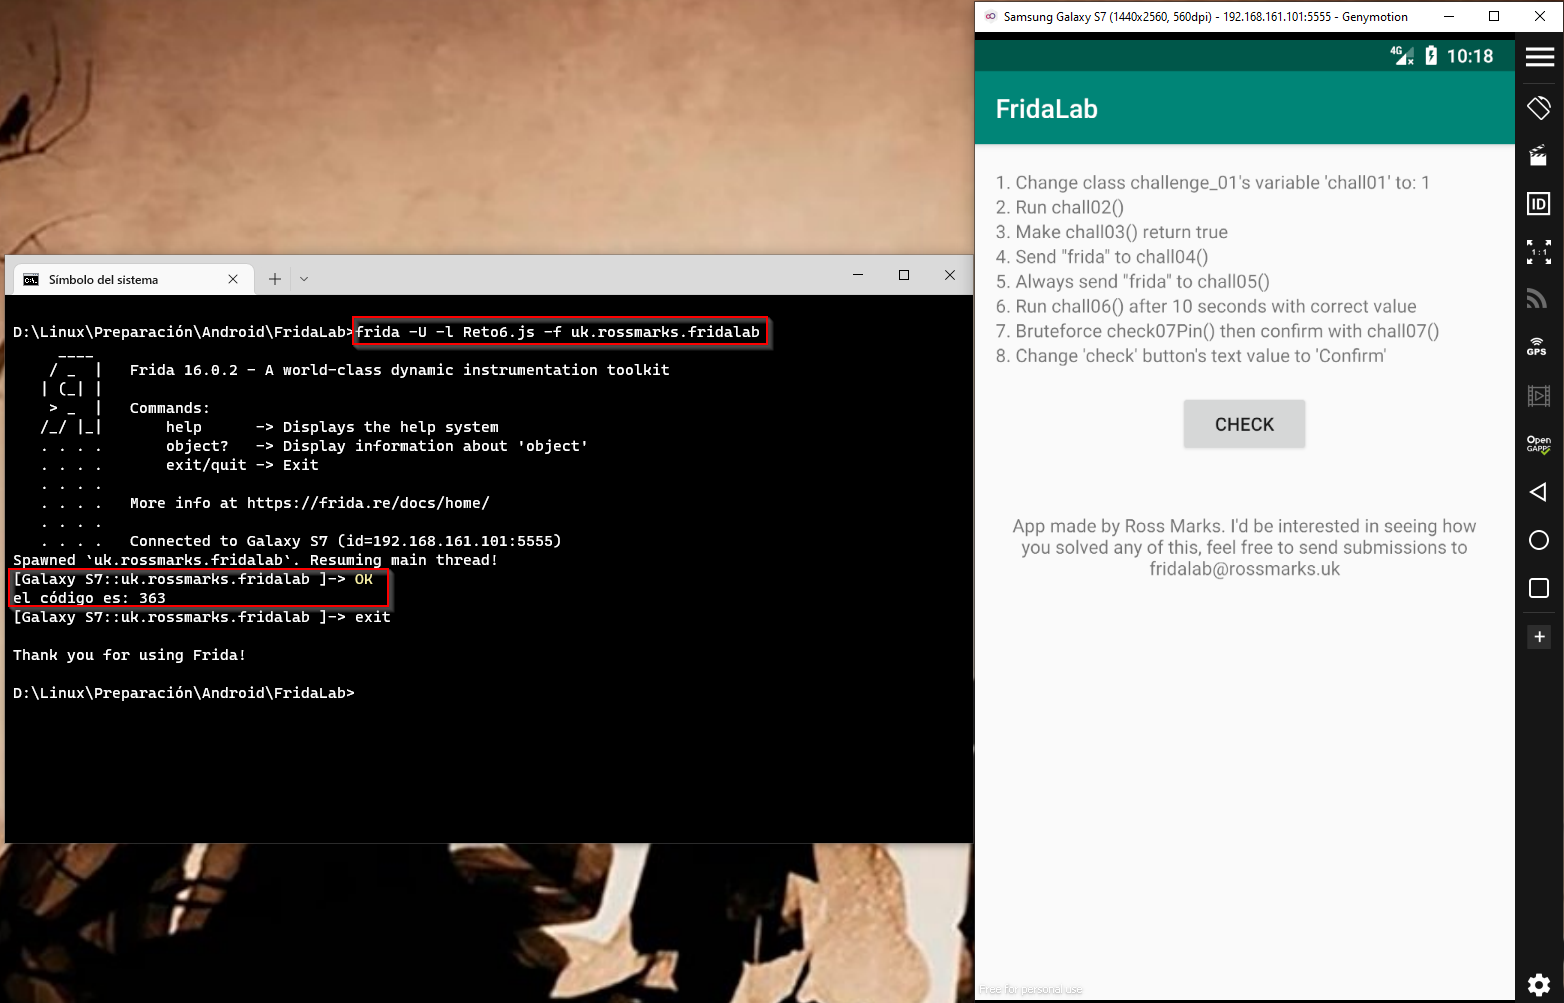 Símbolo del sistema
D:\Linux\Preparación\Android\FridaLab>frida -U -l Reto6.js -f uk.rossmarks.fridalab
     ____
    / _  |   Frida 16.0.2 - A world-class dynamic instrumentation toolkit
   | (_| |
    > _  |   Commands:
   /_/ |_|       help      -> Displays the help system
   . . . .       object?   -> Display information about 'object'
   . . . .       exit/quit -> Exit
   . . . .
   . . . .   More info at https://frida.re/docs/home/
   . . . .
   . . . .   Connected to Galaxy S7 (id=192.168.161.101:5555)
Spawned `uk.rossmarks.fridalab`. Resuming main thread!
[Galaxy S7::uk.rossmarks.fridalab ]-> OK
el código es: 363
[Galaxy S7::uk.rossmarks.fridalab ]-> exit
Thank you for using Frida!
D:\Linux\Preparación\Android\FridaLab>
Samsung Galaxy S7 (1440x2560, 560dpi) - 192.168.161.101:5555 - Genymotion
4G 10:18
FridaLab
1. Change class challenge_01's variable 'chall01' to: 1
2. Run chall02()
3. Make chall03() return true
4. Send "frida" to chall04()
5. Always send "frida" to chall05()
6. Run chall06() after 10 seconds with correct value
7. Bruteforce check07Pin() then confirm with chall07()
8. Change 'check' button's text value to 'Confirm'
CHECK
App made by Ross Marks. I'd be interested in seeing how
you solved any of this, feel free to send submissions to
fridalab@rossmarks.uk
Free for personal use
ID
1:1
GPS
Open
GAPPS